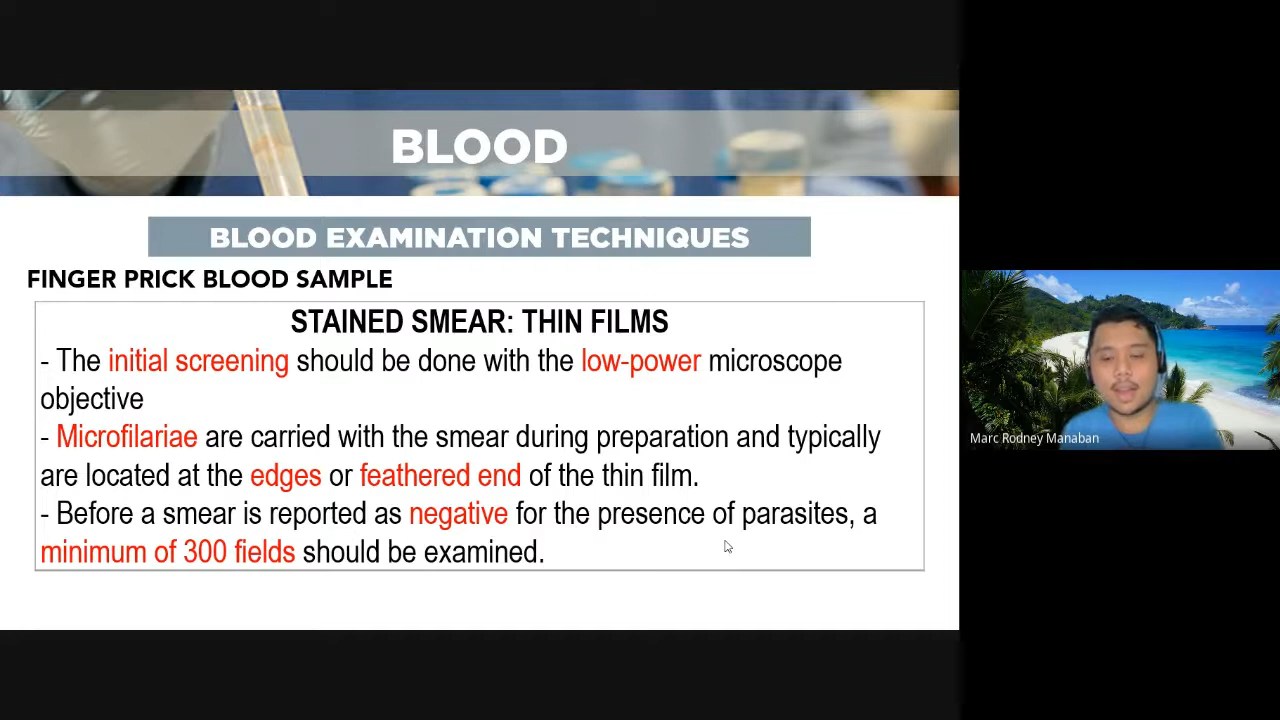 BLOOD
BLOOD EXAMINATION TECHNIQUES
FINGER PRICK BLOOD SAMPLE
STAINED SMEAR: THIN FILMS
- The initial screening should be done with the low-power microscope
objective
- Microfilariae are carried with the smear during preparation and typically
are located at the edges or feathered end of the thin film.
- Before a smear is reported as negative for the presence of parasites, a
minimum of 300 fields should be examined.
Marc Rodney Manaban